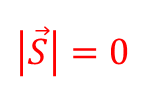 |S⃗| = 0